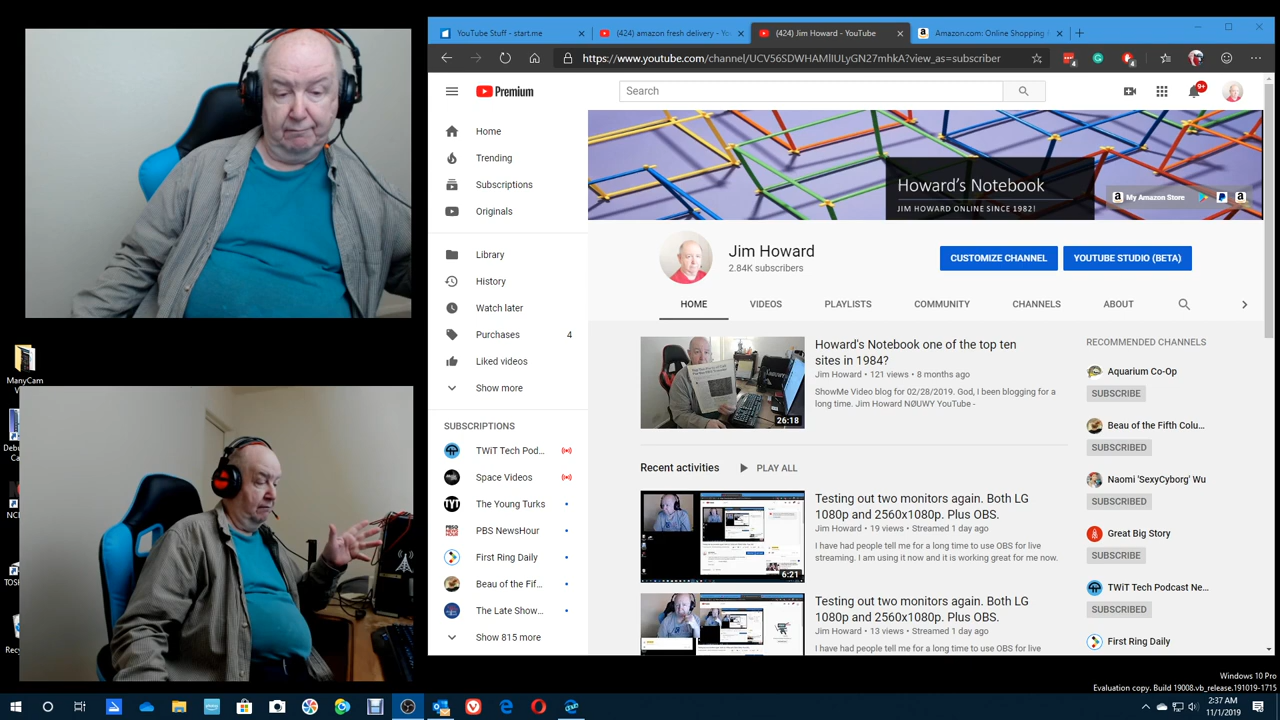 YouTube Stuff - start.me
(424) amazon fresh delivery - Yo
(424) Jim Howard - YouTube
Amazon.com: Online Shopping
https://www.youtube.com/channel/UCV56SDWHAMlIULyGN27mhkA?view_as=subscriber
Premium
Search
9+
Home
Trending
Subscriptions
Originals
Library
History
Watch later
Purchases 4
Liked videos
Show more
SUBSCRIPTIONS
TWiT Tech Pod...
Space Videos
The Young Turks
PBS NewsHour
First Ring Daily
Beau of the Fif...
The Late Show...
Show 815 more
Howard's Notebook
JIM HOWARD ONLINE SINCE 1982!
My Amazon Store
Jim Howard
2.84K subscribers
CUSTOMIZE CHANNEL
YOUTUBE STUDIO (BETA)
HOME VIDEOS PLAYLISTS COMMUNITY CHANNELS ABOUT
Howard's Notebook one of the top ten
sites in 1984?
Jim Howard • 121 views • 8 months ago
ShowMe Video blog for 02/28/2019. God, I been blogging for a
long time. Jim Howard NØUWY YouTube -
26:18
Recent activities
PLAY ALL
Testing out two monitors again. Both LG
1080p and 2560x1080p. Plus OBS.
Jim Howard • 19 views • Streamed 1 day ago
I have had people tell me for a long time to use OBS for live
streaming. I am using it now and it is working great for me now.
6:21
Testing out two monitors again. Both LG
1080p and 2560x1080p. Plus OBS.
Jim Howard • 13 views • Streamed 1 day ago
I have had people tell me for a long time to use OBS for live
RECOMMENDED CHANNELS
Aquarium Co-Op
SUBSCRIBE
Beau of the Fifth Colu...
SUBSCRIBED
Naomi 'SexyCyborg' Wu
SUBSCRIBED
Great Big Story
SUBSCRIBE
TWiT Tech Podcast Ne...
SUBSCRIBED
First Ring Daily
ManyCam
Windows 10 Pro
Evaluation copy. Build 19008.vb_release.191019-1715
2:37 AM
11/1/2019